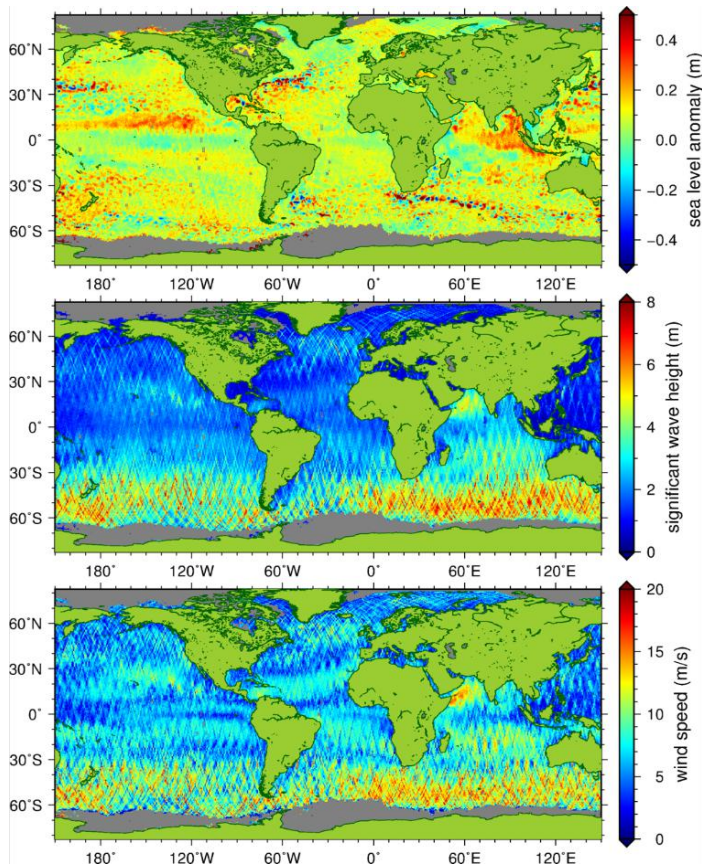 60°N
30°N
0°
30°S
60°S
180° 120°W 60°W 0° 60°E 120°E
0.4
0.2
0.0
−0.2
−0.4
sea level anomaly (m)
60°N
30°N
0°
30°S
60°S
180° 120°W 60°W 0° 60°E 120°E
8
6
4
2
0
significant wave height (m)
60°N
30°N
0°
30°S
60°S
180° 120°W 60°W 0° 60°E 120°E
20
15
10
5
0
wind speed (m/s)